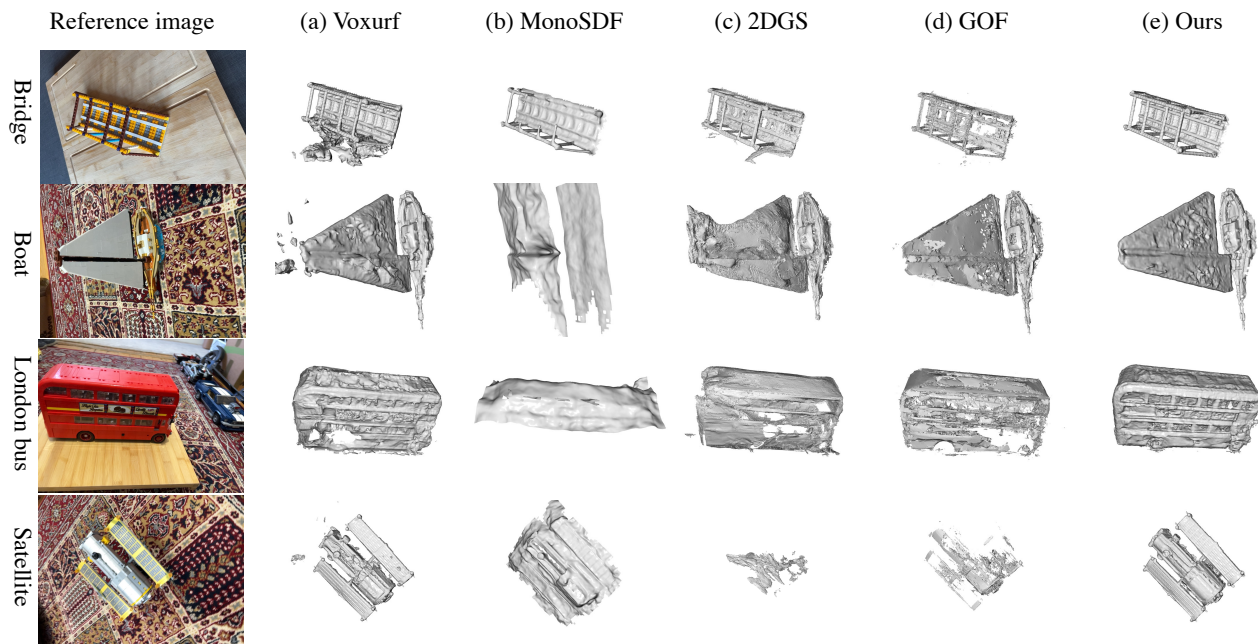 Reference image
(a) Voxurf
(b) MonoSDF
(c) 2DGS
(d) GOF
(e) Ours
Bridge
Boat
London bus
Satellite